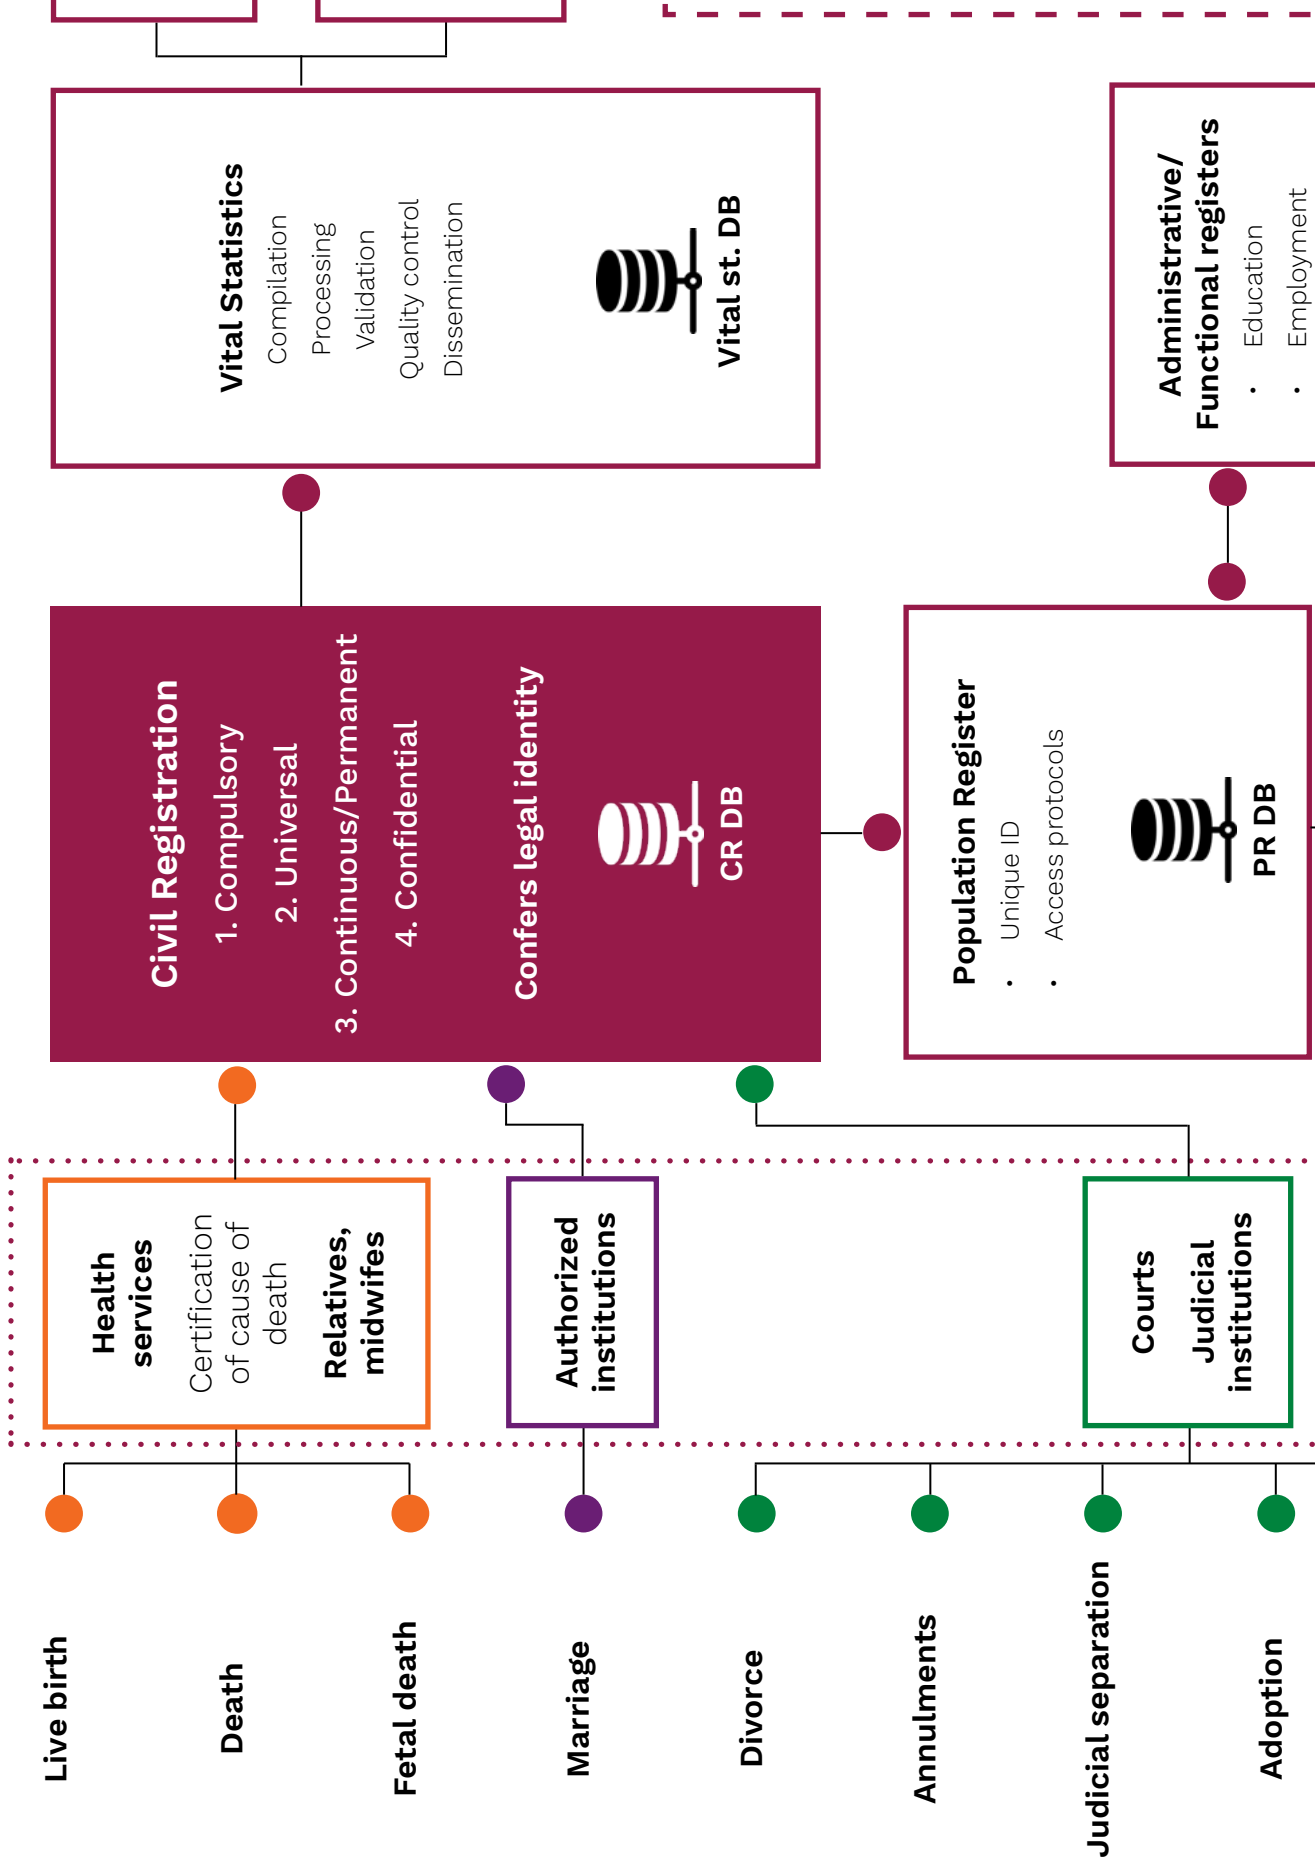 Live birth
Death
Fetal death
Marriage
Divorce
Annulments
Judicial separation
Adoption
Health
services
Certification
of cause of
death
Relatives,
midwifes
Authorized
institutions
Courts
Judicial
institutions
Civil Registration
1. Compulsory
2. Universal
3. Continuous/Permanent
4. Confidential
Confers legal identity
CR DB
Population Register
• Unique ID
• Access protocols
PR DB
Vital Statistics
Compilation
Processing
Validation
Quality control
Dissemination
Vital st. DB
Administrative/
Functional registers
• Education
• Employment